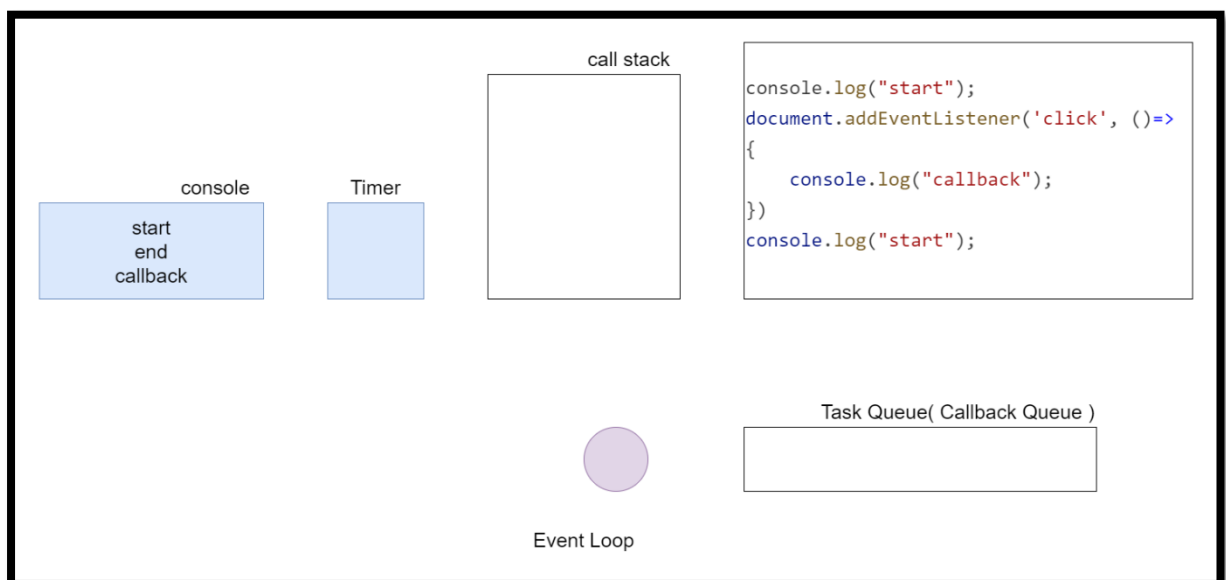 call stack
console.log("start");
document.addEventListener('click', ()=>
{
    console.log("callback");
})
console.log("start");
console
Timer
start
end
callback
Task Queue( Callback Queue )
Event Loop